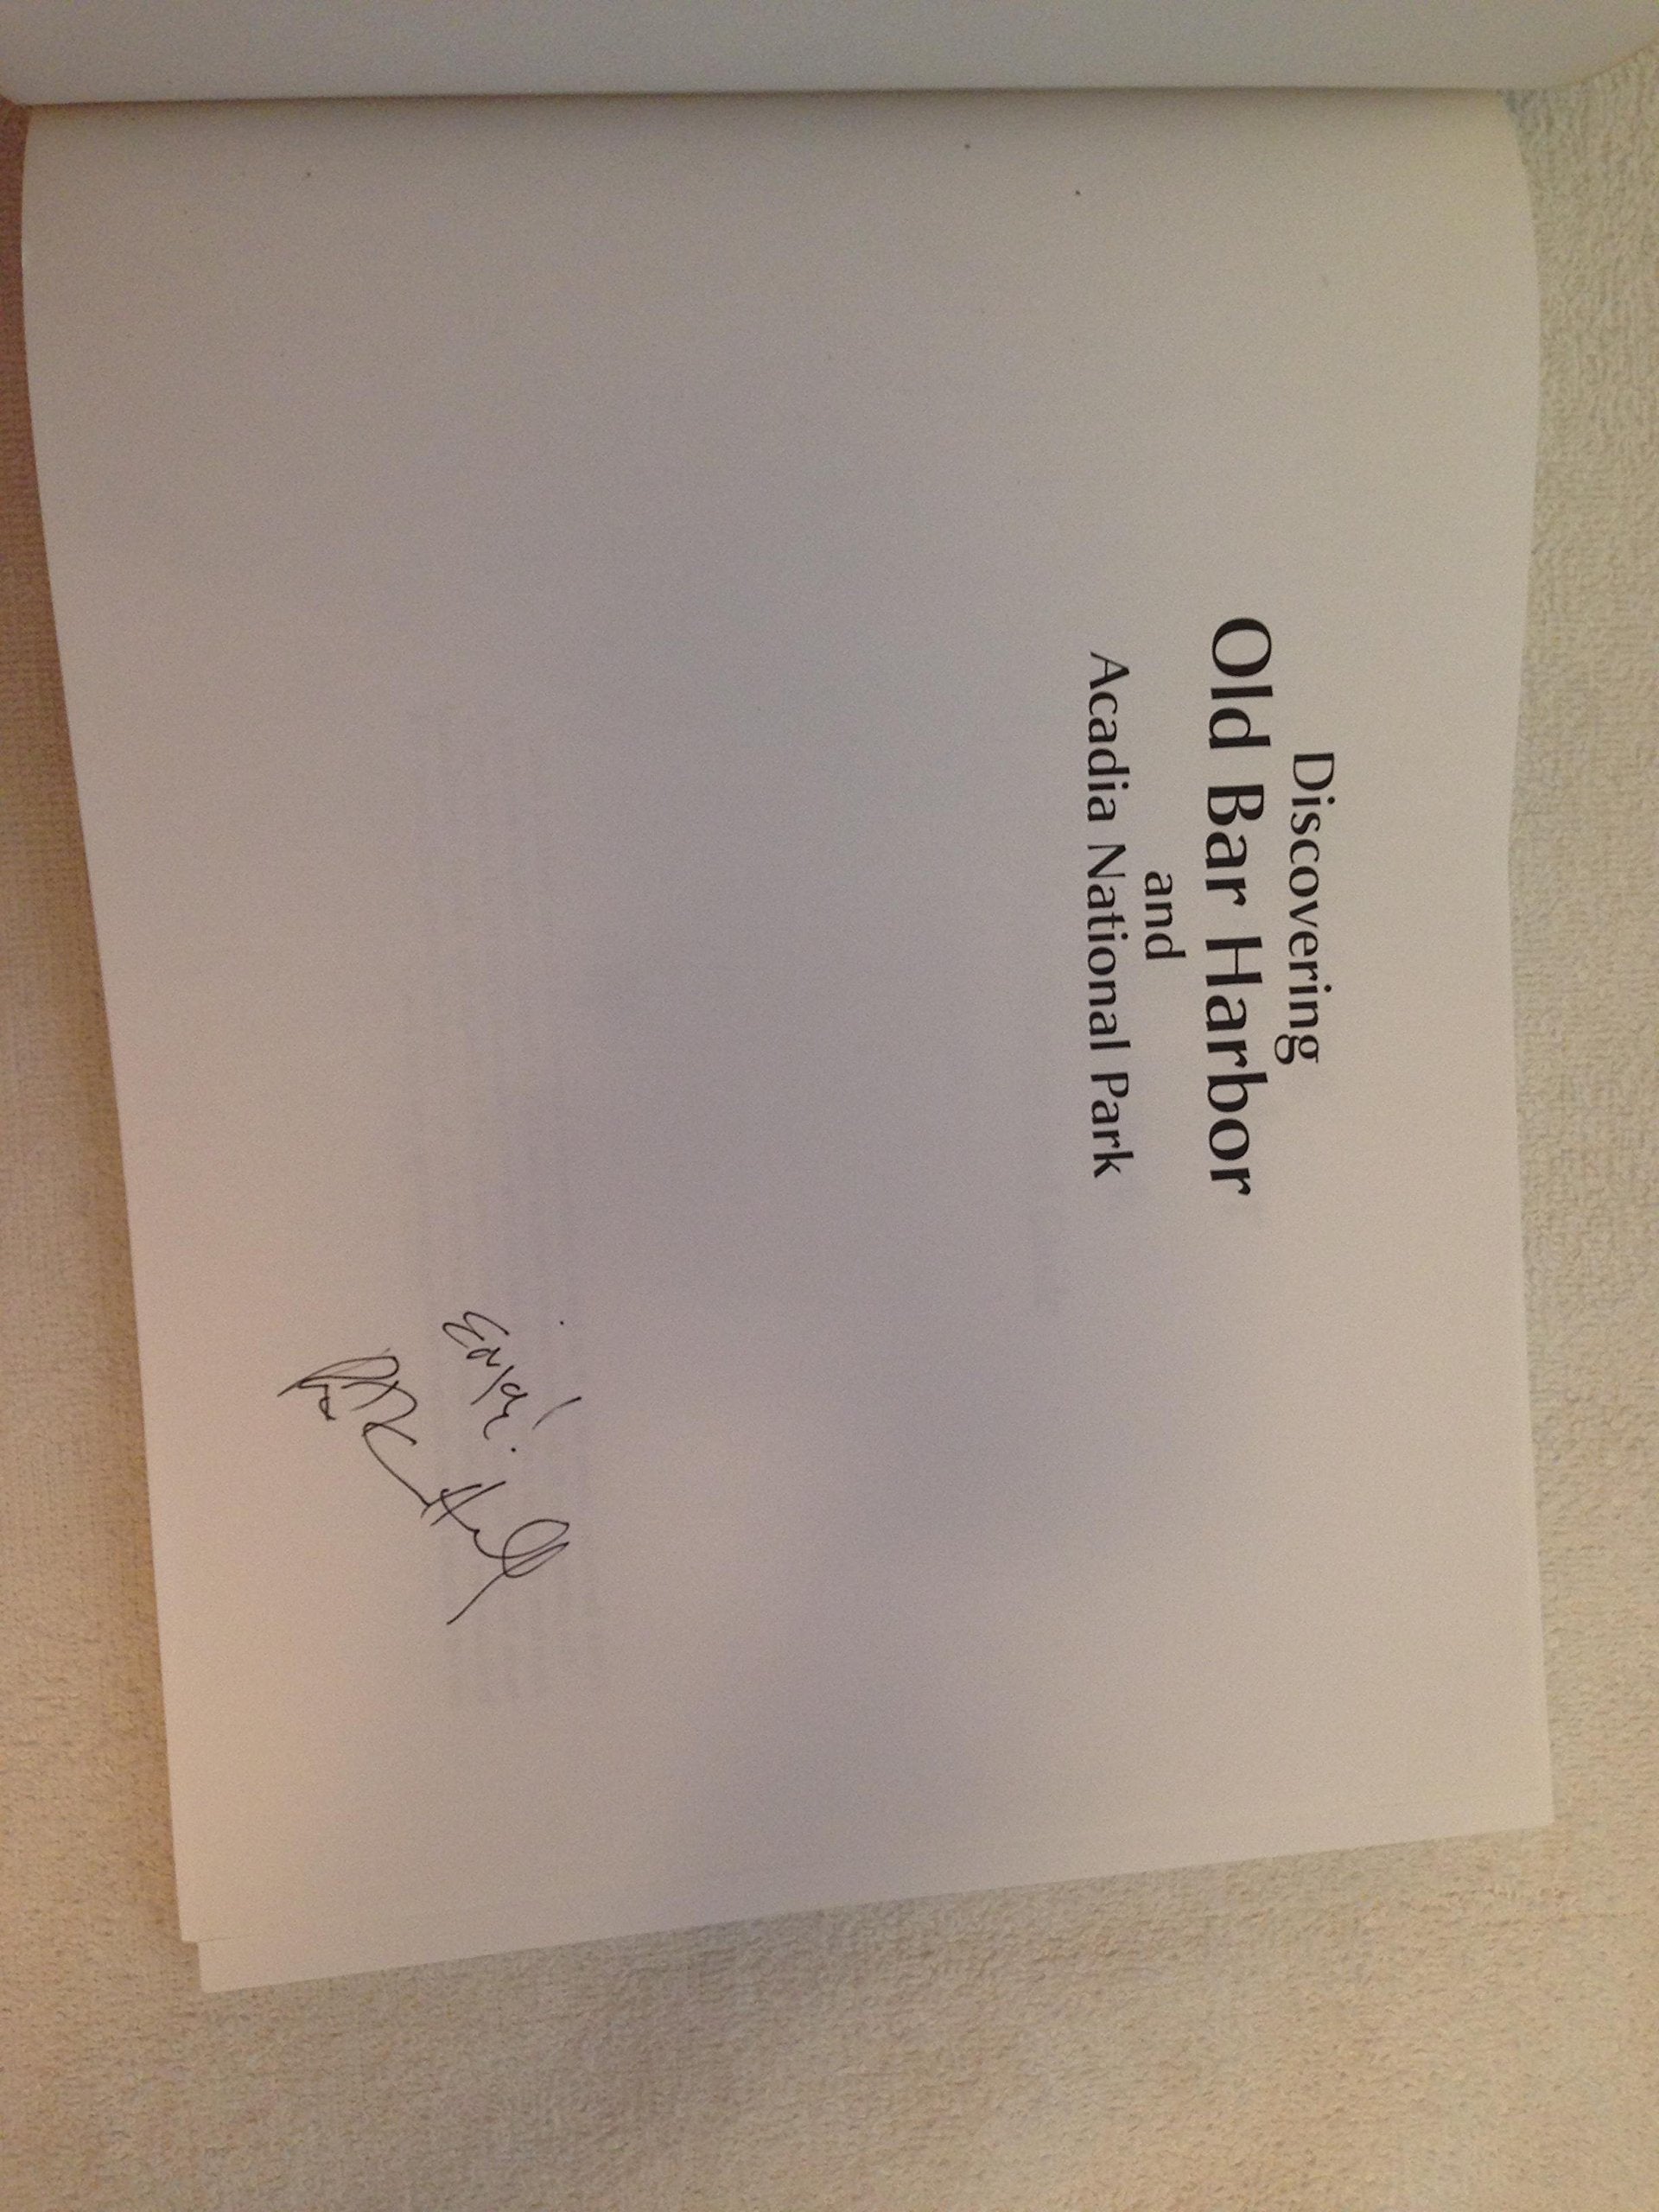 Discovering
Old Bar Harbor
and
Acadia National Park
Enjoy!